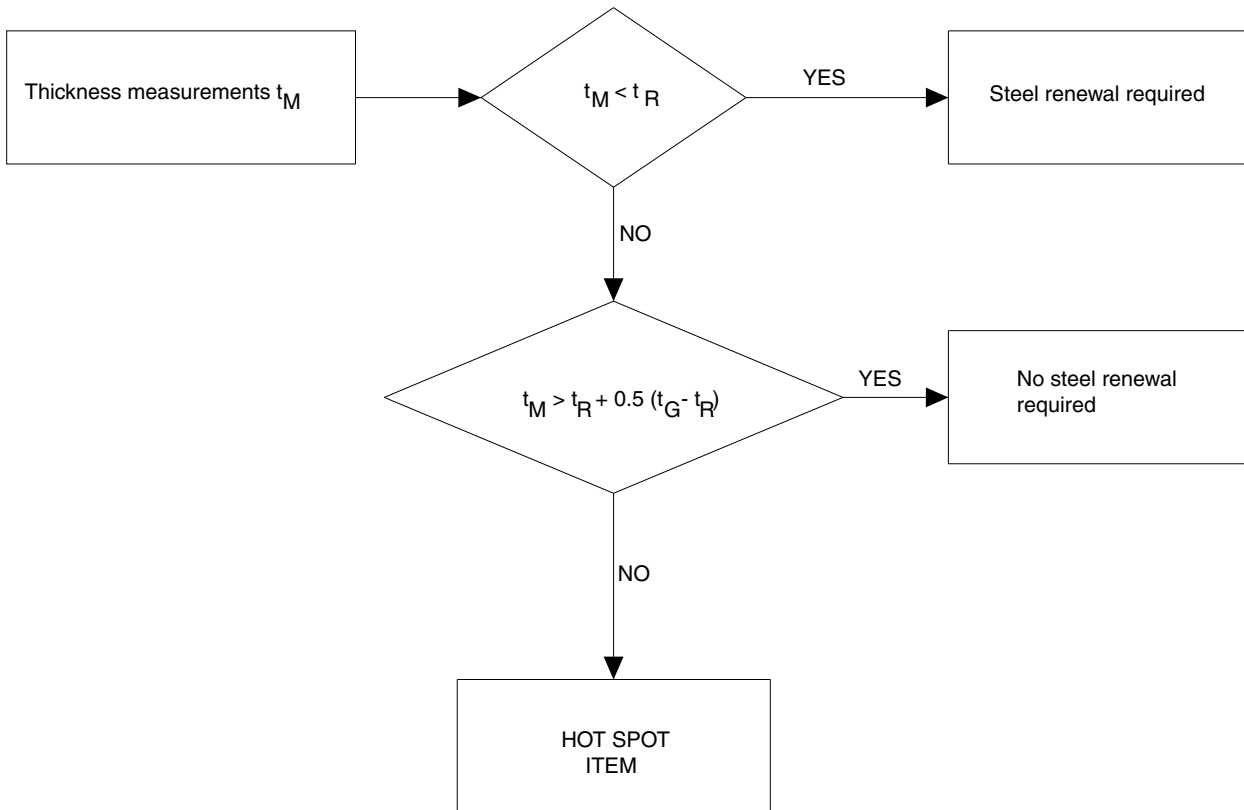 Thickness measurements t_M
t_M < t_R
YES
Steel renewal required
NO
t_M > t_R + 0.5 (t_G - t_R)
YES
No steel renewal
required
NO
HOT SPOT
ITEM